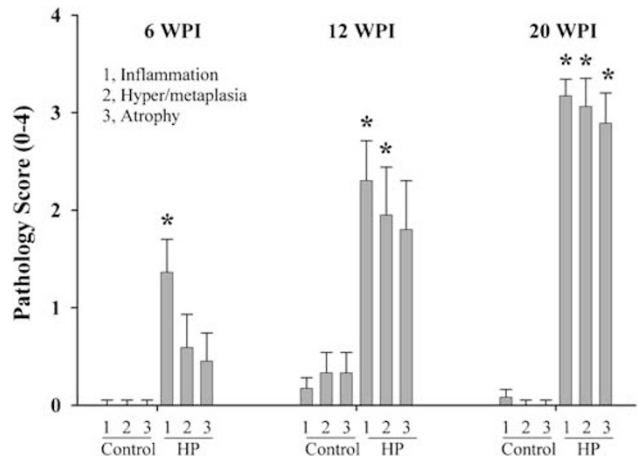 4
3
2
1
0
Pathology Score (0-4)
6 WPI
12 WPI
20 WPI
1, Inflammation
2, Hyper/metaplasia
3, Atrophy
*
* *
* * *
1 2 3 1 2 3 1 2 3 1 2 3 1 2 3 1 2 3
Control HP Control HP Control HP